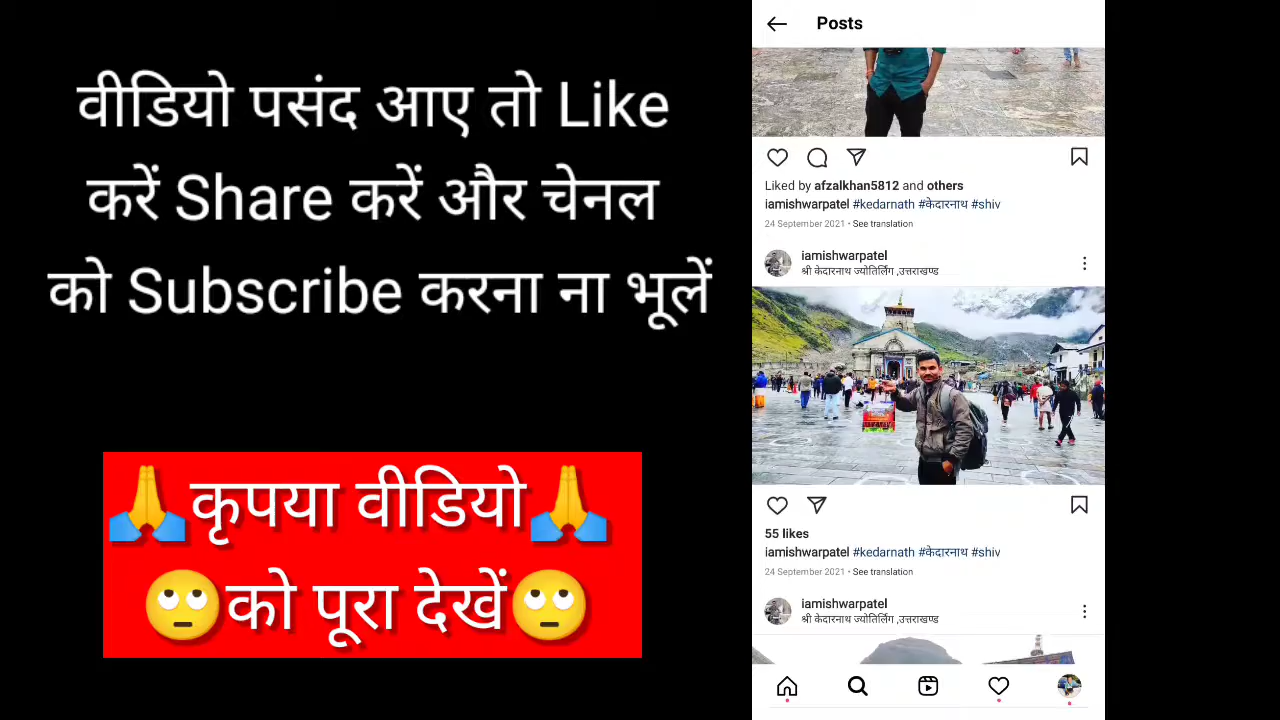 वीडियो पसंद आए तो Like
करें Share करें और चेनल
को Subscribe करना ना भूलें
🙏कृपया वीडियो🙏
🙄को पूरा देखें🙄
Posts
Liked by afzalkhan5812 and others
iamishwarpatel #kedarnath #केदारनाथ #shiv
24 September 2021 • See translation
iamishwarpatel
श्री केदारनाथ ज्योतिर्लिंग ,उत्तराखण्ड
55 likes
iamishwarpatel #kedarnath #केदारनाथ #shiv
24 September 2021 • See translation
iamishwarpatel
श्री केदारनाथ ज्योतिर्लिंग ,उत्तराखण्ड